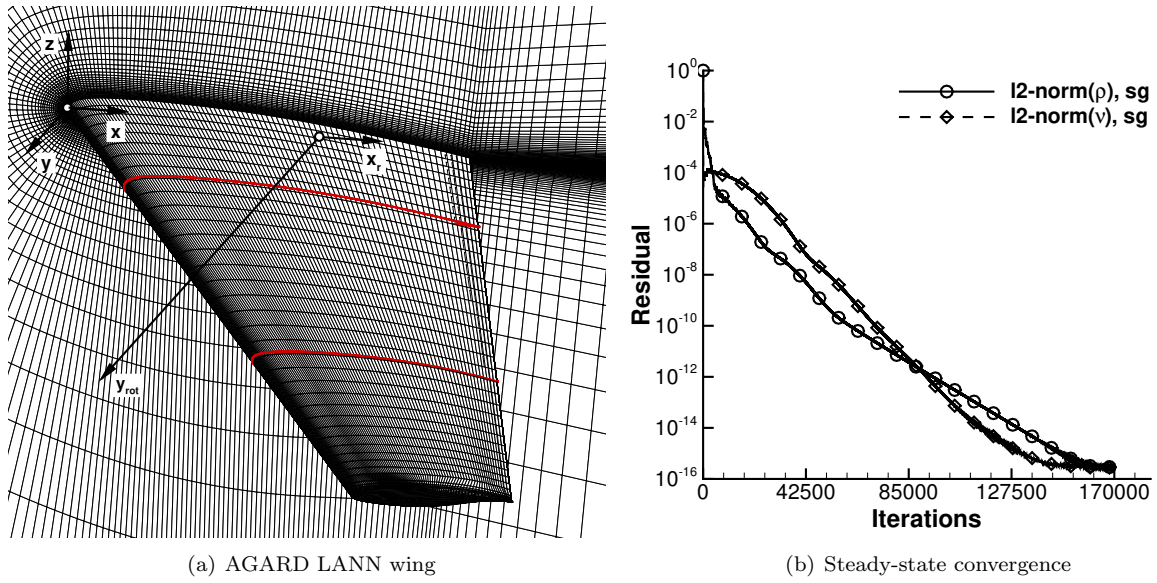 z
x
y
x_r
y_rot
(a) AGARD LANN wing
10^0
10^-2
10^-4
10^-6
10^-8
10^-10
10^-12
10^-14
10^-16
Residual
l2-norm(ρ), sg
l2-norm(ν), sg
0 42500 85000 127500 170000
Iterations
(b) Steady-state convergence